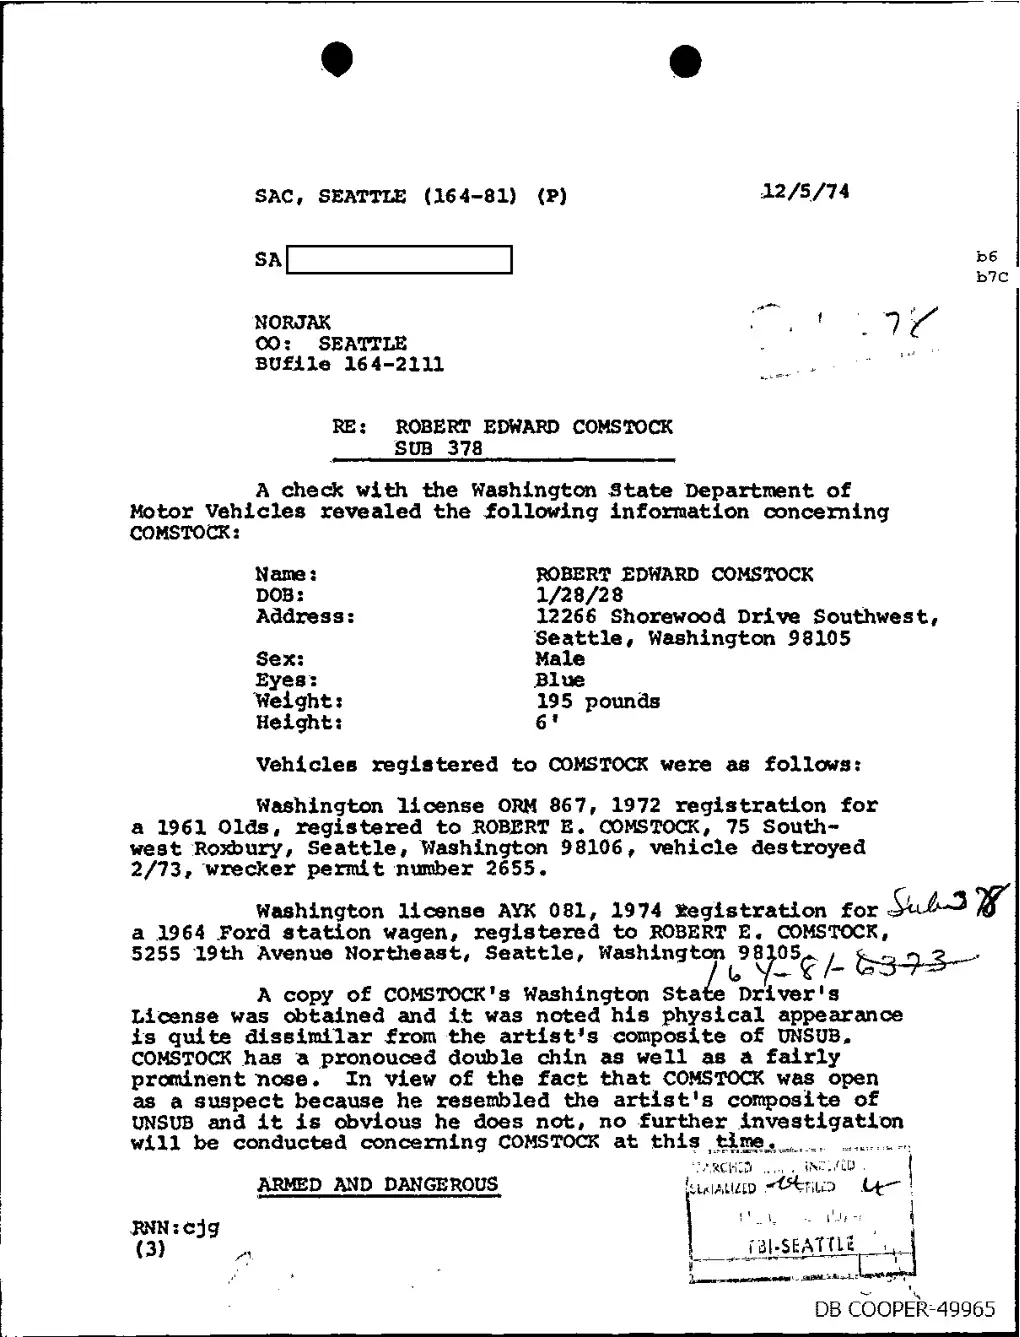 SAC, SEATTLE (164-81) (P) 12/5/74
SA
b6
b7C
NORJAK
OO: SEATTLE
BUfile 164-2111
78
RE: ROBERT EDWARD COMSTOCK
SUB 378
A check with the Washington State Department of
Motor Vehicles revealed the following information concerning
COMSTOCK:
Name: ROBERT EDWARD COMSTOCK
DOB: 1/28/28
Address: 12266 Shorewood Drive Southwest,
Seattle, Washington 98105
Sex: Male
Eyes: Blue
Weight: 195 pounds
Height: 6'
Vehicles registered to COMSTOCK were as follows:
Washington license ORM 867, 1972 registration for
a 1961 Olds, registered to ROBERT E. COMSTOCK, 75 South-
west Roxbury, Seattle, Washington 98106, vehicle destroyed
2/73, wrecker permit number 2655.
Washington license AYK 081, 1974 Registration for Sub 378
a 1964 Ford station wagen, registered to ROBERT E. COMSTOCK,
5255 19th Avenue Northeast, Seattle, Washington 98105.
164-81-6373
A copy of COMSTOCK's Washington State Driver's
License was obtained and it was noted his physical appearance
is quite dissimilar from the artist's composite of UNSUB.
COMSTOCK has a pronouced double chin as well as a fairly
prominent nose. In view of the fact that COMSTOCK was open
as a suspect because he resembled the artist's composite of
UNSUB and it is obvious he does not, no further investigation
will be conducted concerning COMSTOCK at this time.
ARMED AND DANGEROUS
SERIALIZED FILED
RNN:cjg
(3)
FBI-SEATTLE
DB COOPER-49965